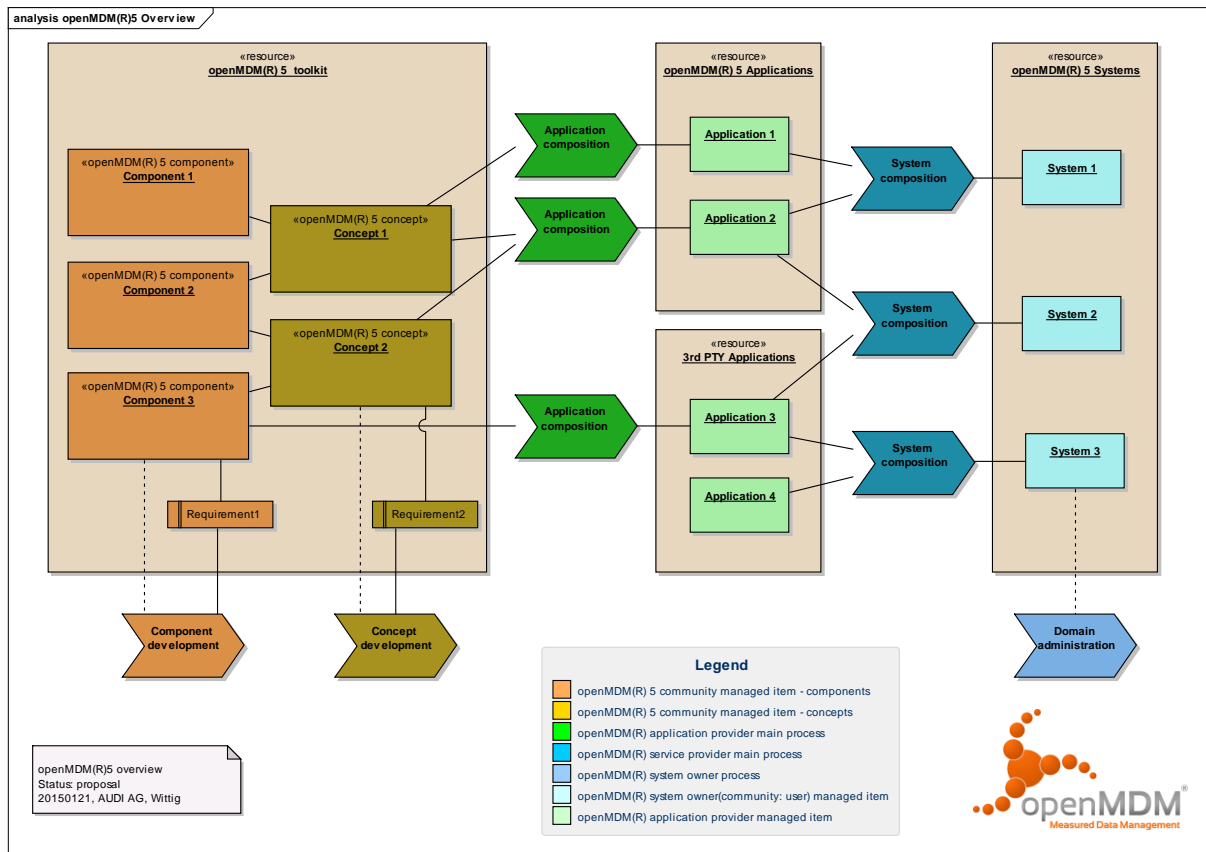 analysis openMDM(R)5 Overview
«resource»
openMDM(R) 5 toolkit
«openMDM(R) 5 component»
Component 1
«openMDM(R) 5 concept»
Concept 1
«openMDM(R) 5 component»
Component 2
«openMDM(R) 5 concept»
Concept 2
«openMDM(R) 5 component»
Component 3
Requirement1
Requirement2
Component
development
Concept
development
Application
composition
Application
composition
Application
composition
«resource»
openMDM(R) 5 Applications
Application 1
Application 2
«resource»
3rd PTY Applications
Application 3
Application 4
System
composition
System
composition
System
composition
«resource»
openMDM(R) 5 Systems
System 1
System 2
System 3
Domain
administration
Legend
openMDM(R) 5 community managed item - components
openMDM(R) 5 community managed item - concepts
openMDM(R) application provider main process
openMDM(R) service provider main process
openMDM(R) system owner process
openMDM(R) system owner(community: user) managed item
openMDM(R) application provider managed item
openMDM(R)5 overview
Status: proposal
20150121, AUDI AG, Wittig
openMDM®
Measured Data Management